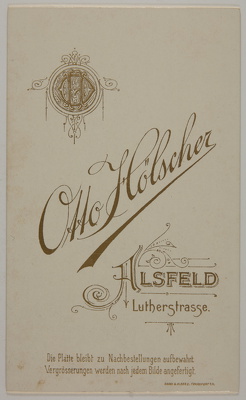 Otto Hölscher
ALSFELD
Lutherstrasse.
Die Platte bleibt zu Nachbestellungen aufbewahrt.
Vergrösserungen werden nach jedem Bilde angefertigt.